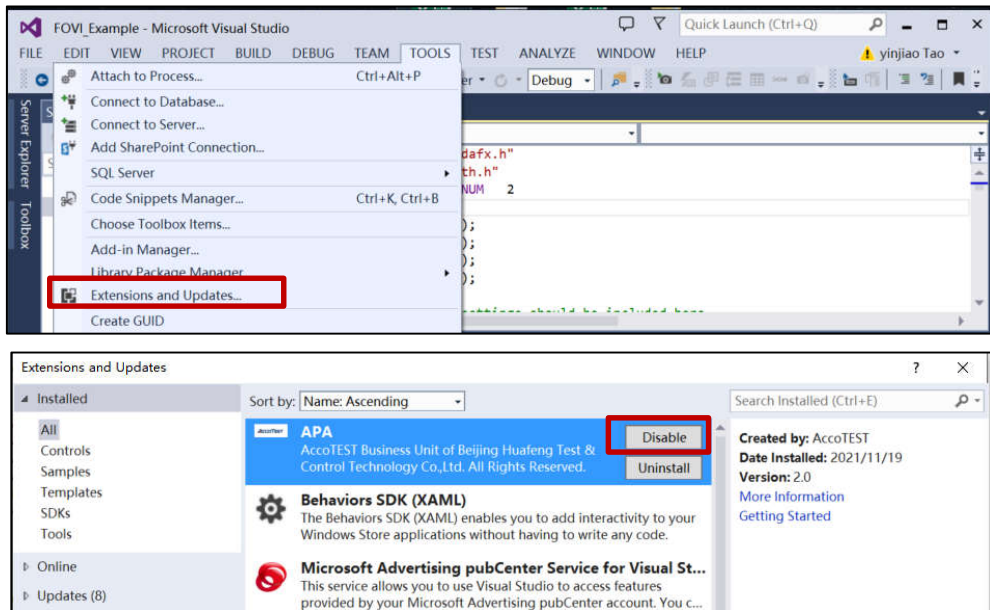 FOVI_Example - Microsoft Visual Studio
Quick Launch (Ctrl+Q)
FILE EDIT VIEW PROJECT BUILD DEBUG TEAM TOOLS TEST ANALYZE WINDOW HELP
yinjiao Tao
Debug
Server Explorer
Toolbox
Attach to Process... Ctrl+Alt+P
Connect to Database...
Connect to Server...
Add SharePoint Connection...
SQL Server
Code Snippets Manager... Ctrl+K, Ctrl+B
Choose Toolbox Items...
Add-in Manager...
Library Package Manager
Extensions and Updates...
Create GUID
dafx.h"
th.h"
NUM 2
);
);
);
);
settings should be included here
Extensions and Updates
? ×
Installed
All
Controls
Samples
Templates
SDKs
Tools
Online
Updates (8)
Sort by: Name: Ascending
AccoTEST
APA
AccoTEST Business Unit of Beijing Huafeng Test &
Control Technology Co.,Ltd. All Rights Reserved.
Disable
Uninstall
Behaviors SDK (XAML)
The Behaviors SDK (XAML) enables you to add interactivity to your
Windows Store applications without having to write any code.
Microsoft Advertising pubCenter Service for Visual St...
This service allows you to use Visual Studio to access features
provided by your Microsoft Advertising pubCenter account. You c...
Search Installed (Ctrl+E)
Created by: AccoTEST
Date Installed: 2021/11/19
Version: 2.0
More Information
Getting Started